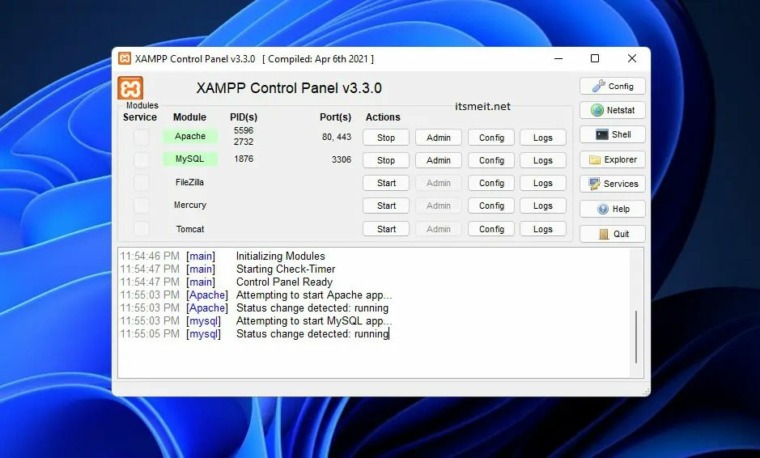 XAMPP Control Panel v3.3.0 [ Compiled: Apr 6th 2021 ]
XAMPP Control Panel v3.3.0
itsmeit.net
Config
Modules
Service Module PID(s) Port(s) Actions
Netstat
Apache 5596 2732 80, 443 Stop Admin Config Logs
Shell
MySQL 1876 3306 Stop Admin Config Logs
Explorer
FileZilla Start Admin Config Logs
Services
Mercury Start Admin Config Logs
Help
Tomcat Start Admin Config Logs
Quit
11:54:46 PM [main] Initializing Modules
11:54:47 PM [main] Starting Check-Timer
11:54:47 PM [main] Control Panel Ready
11:55:03 PM [Apache] Attempting to start Apache app...
11:55:03 PM [Apache] Status change detected: running
11:55:03 PM [mysql] Attempting to start MySQL app...
11:55:05 PM [mysql] Status change detected: running